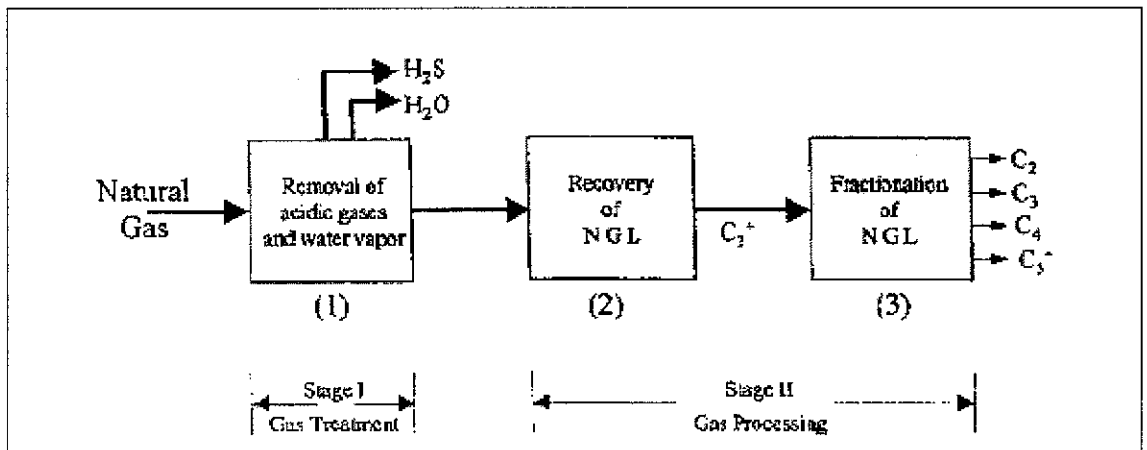 H₂S
H₂O
Natural
Gas
Removal of
acidic gases
and water vapor
(1)
Recovery
of
N G L
(2)
C₂⁺
Fractionation
of
N G L
(3)
C₂
C₃
C₄
C₅⁺
Stage I
Gas Treatment
Stage II
Gas Processing